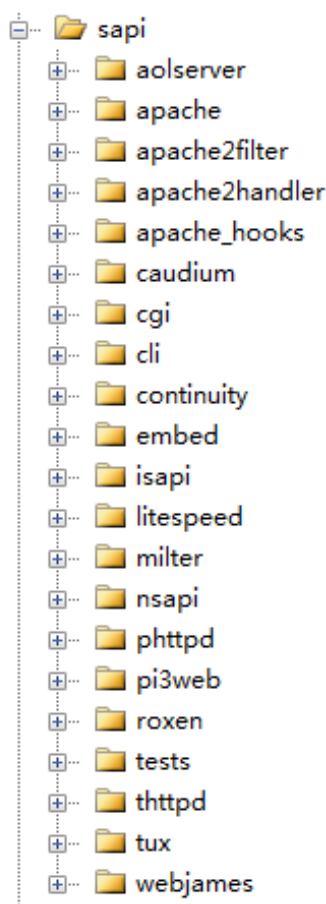 sapi
aolserver
apache
apache2filter
apache2handler
apache_hooks
caudium
cgi
cli
continuity
embed
isapi
litespeed
milter
nsapi
phttpd
pi3web
roxen
tests
thttpd
tux
webjames